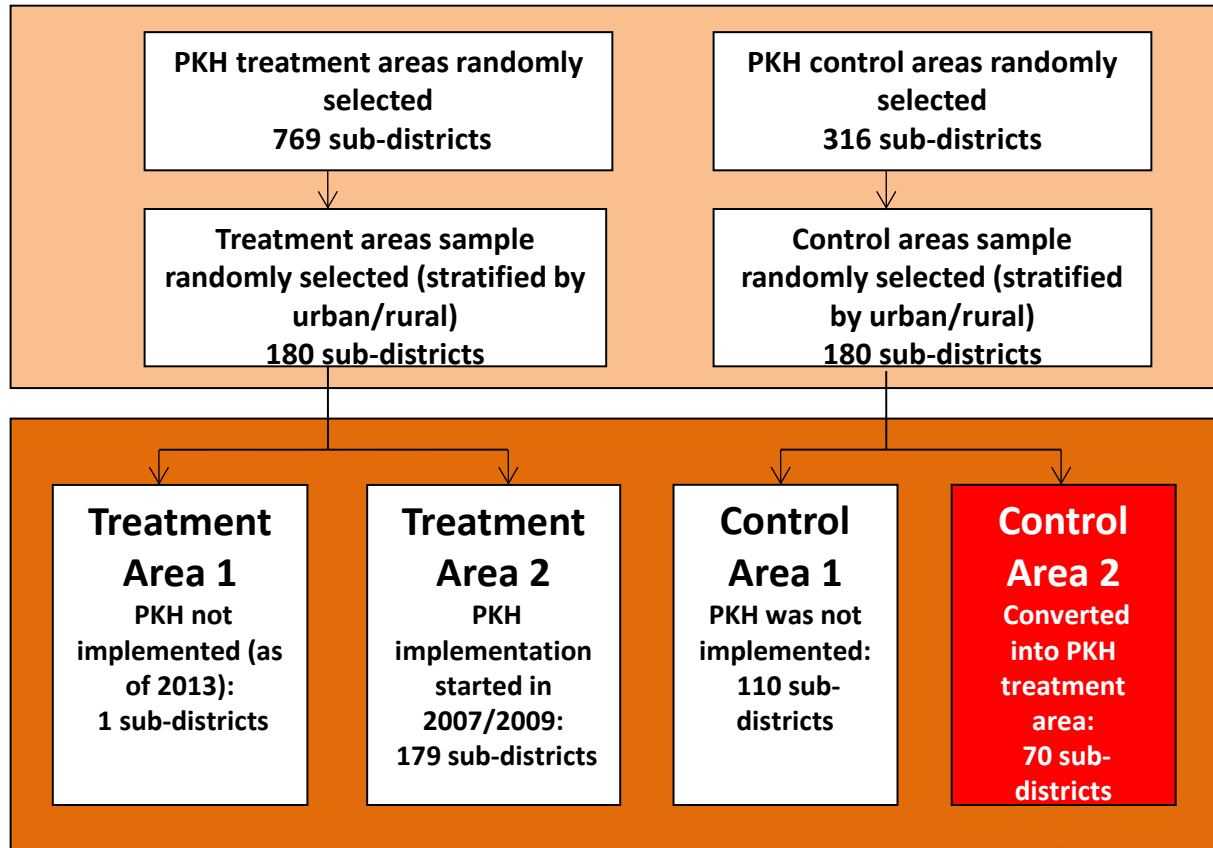 PKH treatment areas randomly
selected
769 sub-districts
PKH control areas randomly
selected
316 sub-districts
Treatment areas sample
randomly selected (stratified by
urban/rural)
180 sub-districts
Control areas sample
randomly selected (stratified
by urban/rural)
180 sub-districts
Treatment
Area 1
PKH not
implemented (as
of 2013):
1 sub-districts
Treatment
Area 2
PKH
implementation
started in
2007/2009:
179 sub-districts
Control
Area 1
PKH was not
implemented:
110 sub-
districts
Control
Area 2
Converted
into PKH
treatment
area:
70 sub-
districts